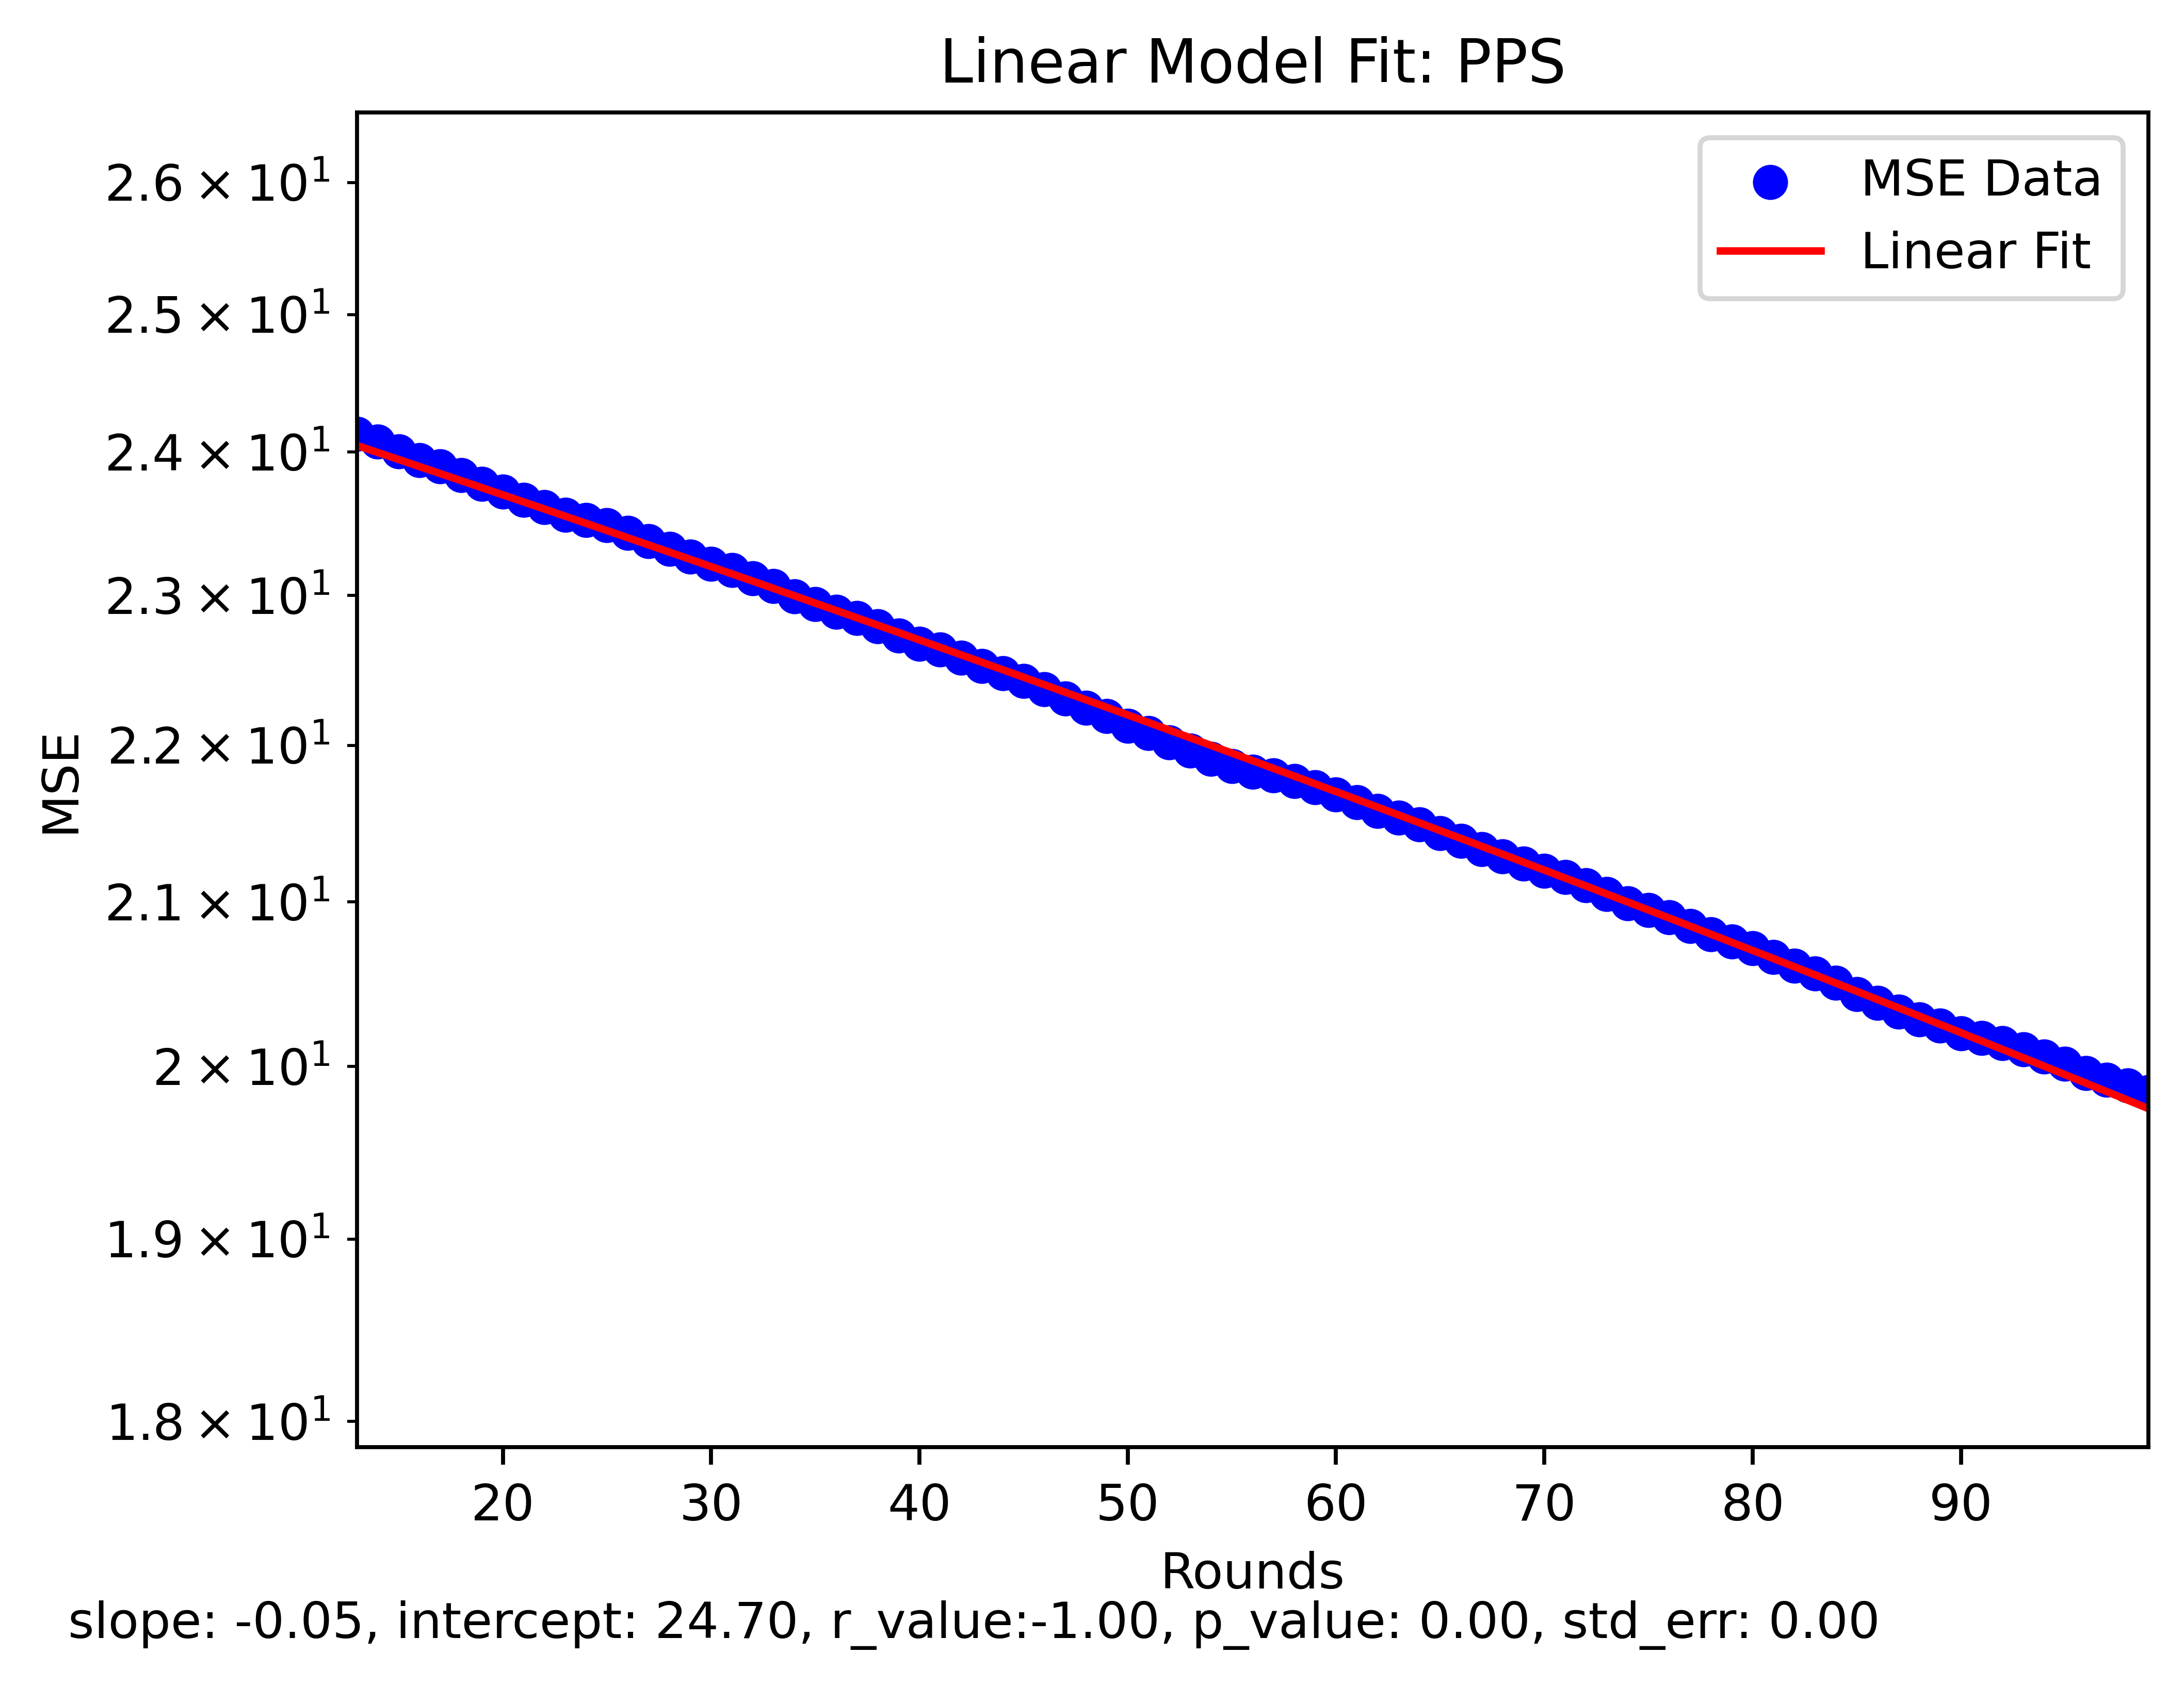 Linear Model Fit: PPS
MSE Data
Linear Fit
2.6 × 10¹
2.5 × 10¹
2.4 × 10¹
2.3 × 10¹
2.2 × 10¹
2.1 × 10¹
2 × 10¹
1.9 × 10¹
1.8 × 10¹
MSE
20 30 40 50 60 70 80 90
Rounds
slope: -0.05, intercept: 24.70, r_value:-1.00, p_value: 0.00, std_err: 0.00